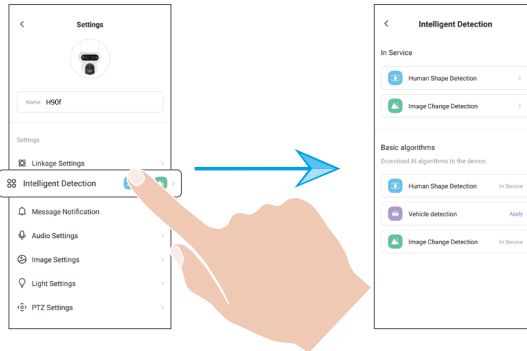 Settings
Name H90f
Settings
Linkage Settings
Intelligent Detection
Message Notification
Audio Settings
Image Settings
Light Settings
PTZ Settings
Intelligent Detection
In Service
Human Shape Detection
Image Change Detection
Basic algorithms
Download AI algorithms to the device.
Human Shape Detection In Service
Vehicle detection Apply
Image Change Detection In Service